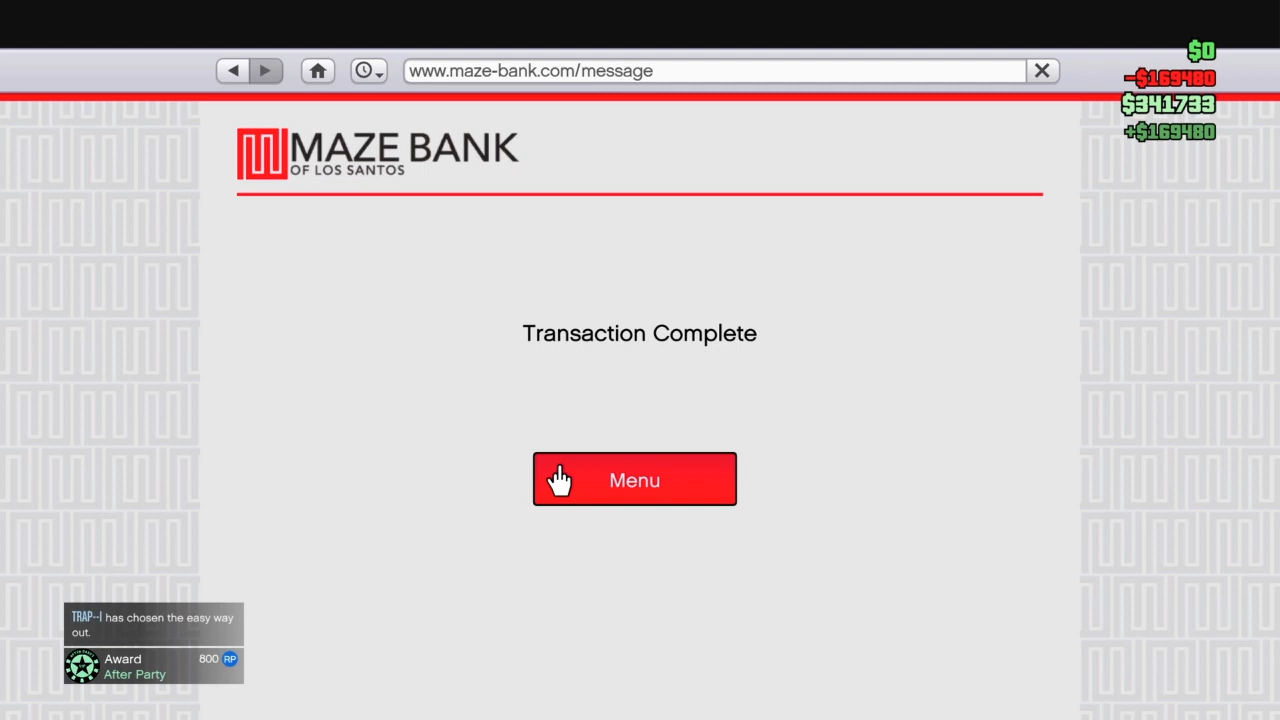 www.maze-bank.com/message
$0
-$169480
$341733
+$169480
MAZE BANK
OF LOS SANTOS
Transaction Complete
Menu
TRAP--I has chosen the easy way
out.
Award 800 RP
After Party